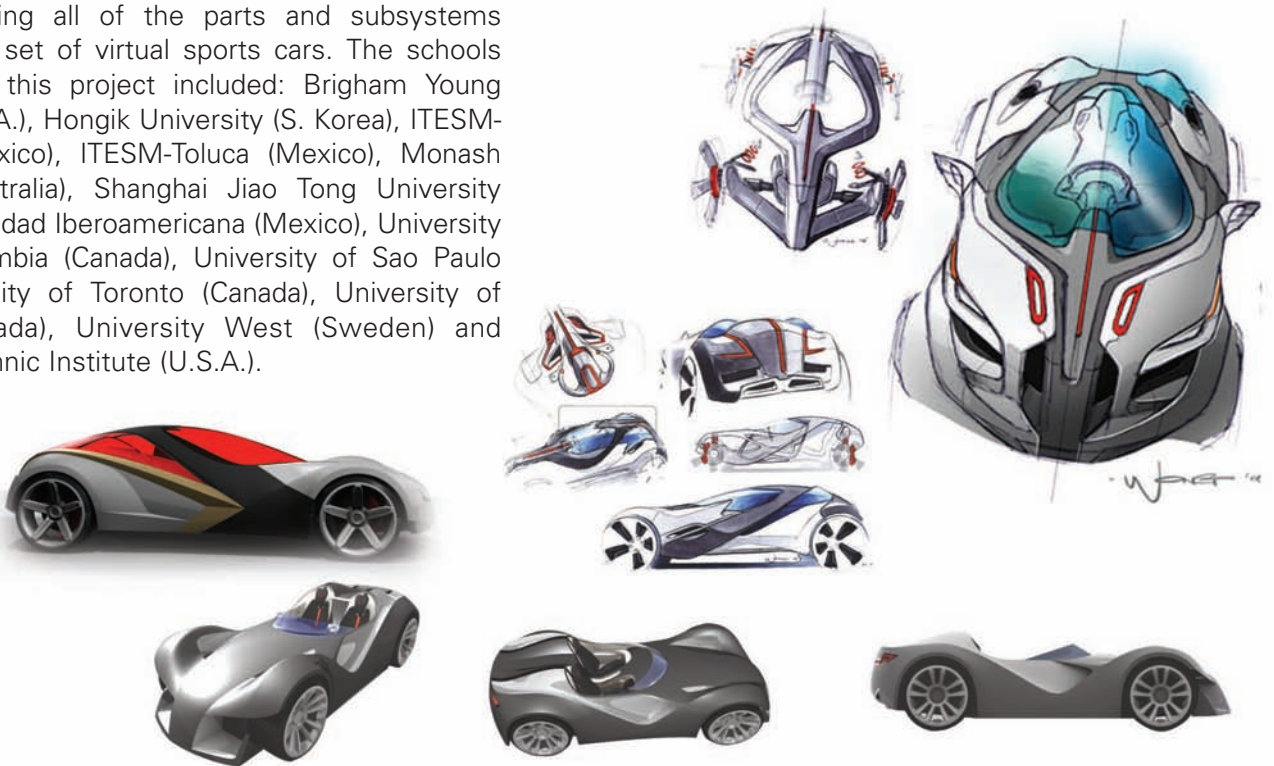 ing all of the parts and subsystems
set of virtual sports cars. The schools
this project included: Brigham Young
A.), Hongik University (S. Korea), ITESM-
xico), ITESM-Toluca (Mexico), Monash
tralia), Shanghai Jiao Tong University
dad Iberoamericana (Mexico), University
mbia (Canada), University of Sao Paulo
ity of Toronto (Canada), University of
ada), University West (Sweden) and
nic Institute (U.S.A.).